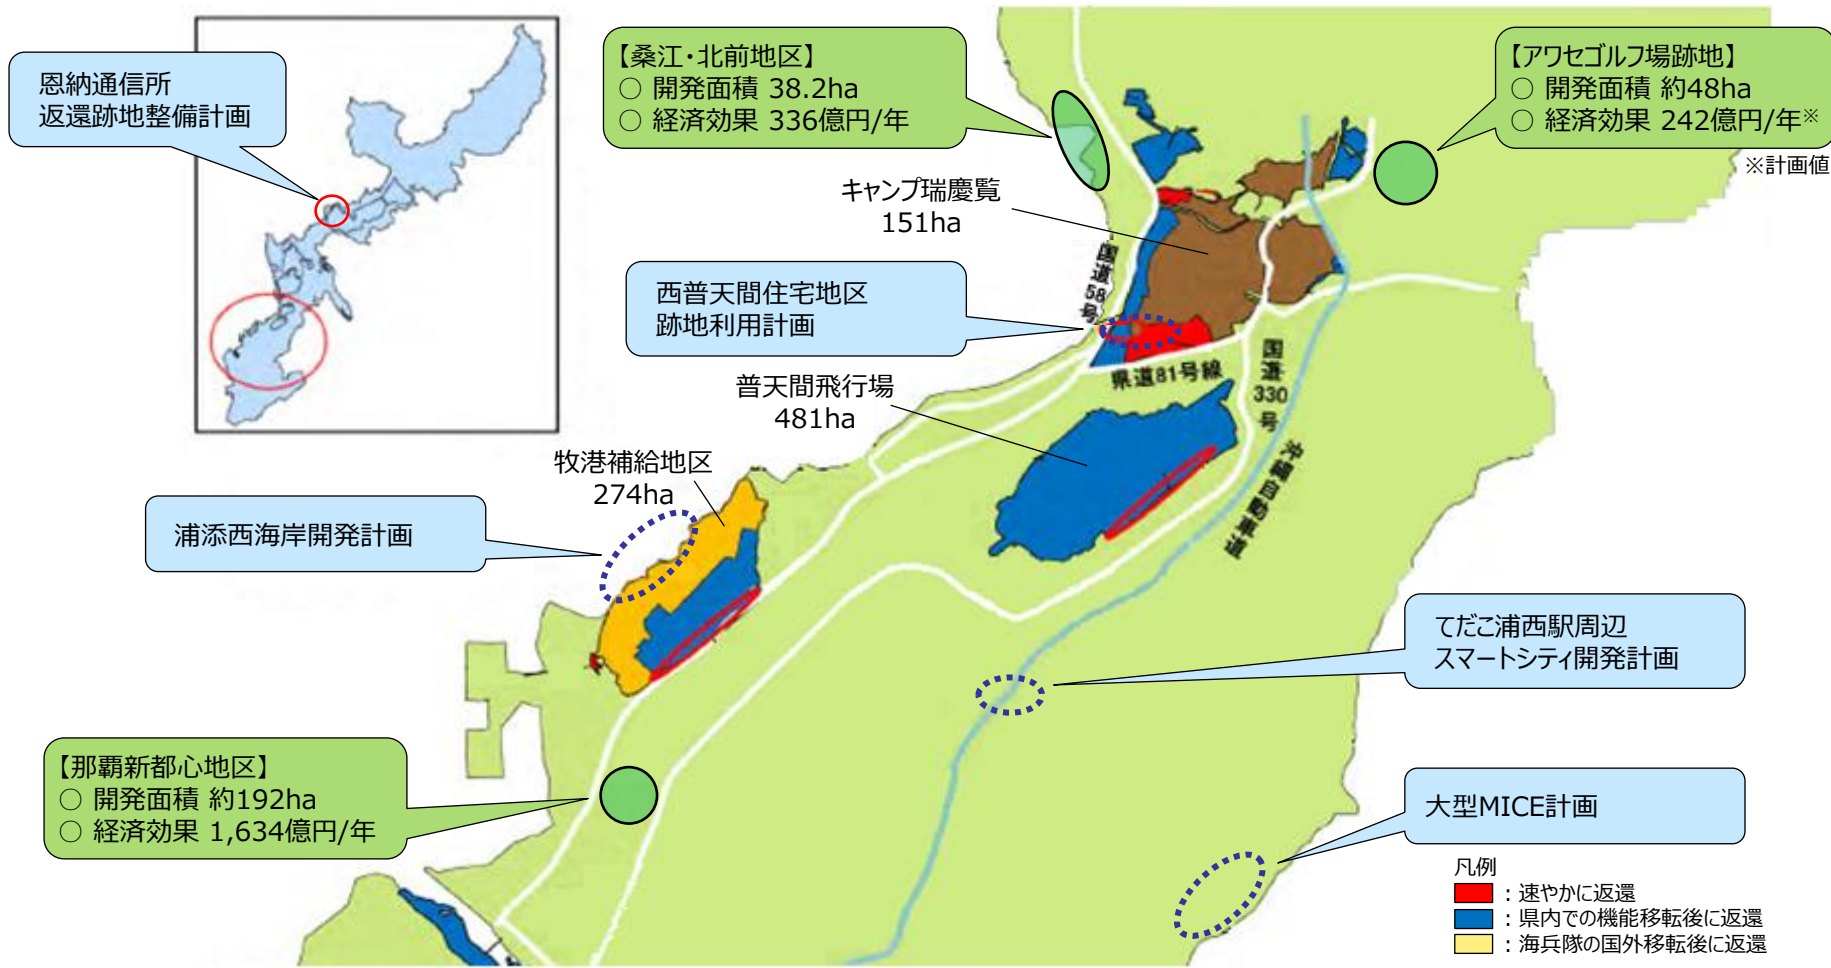 恩納通信所
返還跡地整備計画
【桑江・北前地区】
○ 開発面積 38.2ha
○ 経済効果 336億円/年
【アワセゴルフ場跡地】
○ 開発面積 約48ha
○ 経済効果 242億円/年※
※計画値
キャンプ瑞慶覧
151ha
国道58号
西普天間住宅地区
跡地利用計画
県道81号線
国道330号
普天間飛行場
481ha
沖縄自動車道
牧港補給地区
274ha
浦添西海岸開発計画
てだこ浦西駅周辺
スマートシティ開発計画
【那覇新都心地区】
○ 開発面積 約192ha
○ 経済効果 1,634億円/年
大型MICE計画
凡例
：速やかに返還
：県内での機能移転後に返還
：海兵隊の国外移転後に返還